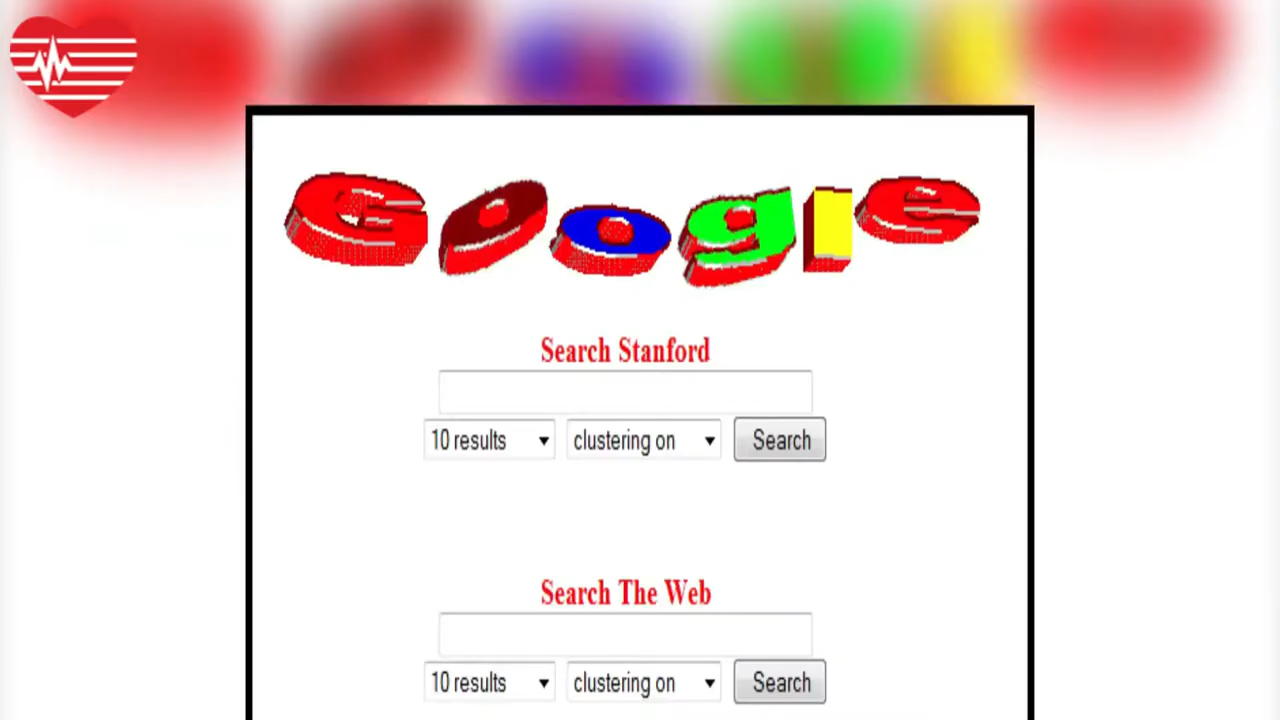 Google
Search Stanford
10 results clustering on Search
Search The Web
10 results clustering on Search